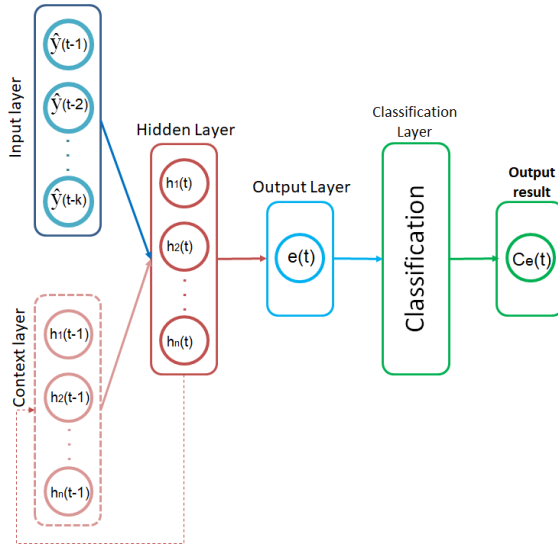 Input layer
ŷ(t-1)
ŷ(t-2)
ŷ(t-k)
Context layer
h1(t-1)
h2(t-1)
hn(t-1)
Hidden Layer
h1(t)
h2(t)
hn(t)
Output Layer
e(t)
Classification
Layer
Classification
Output
result
Ce(t)